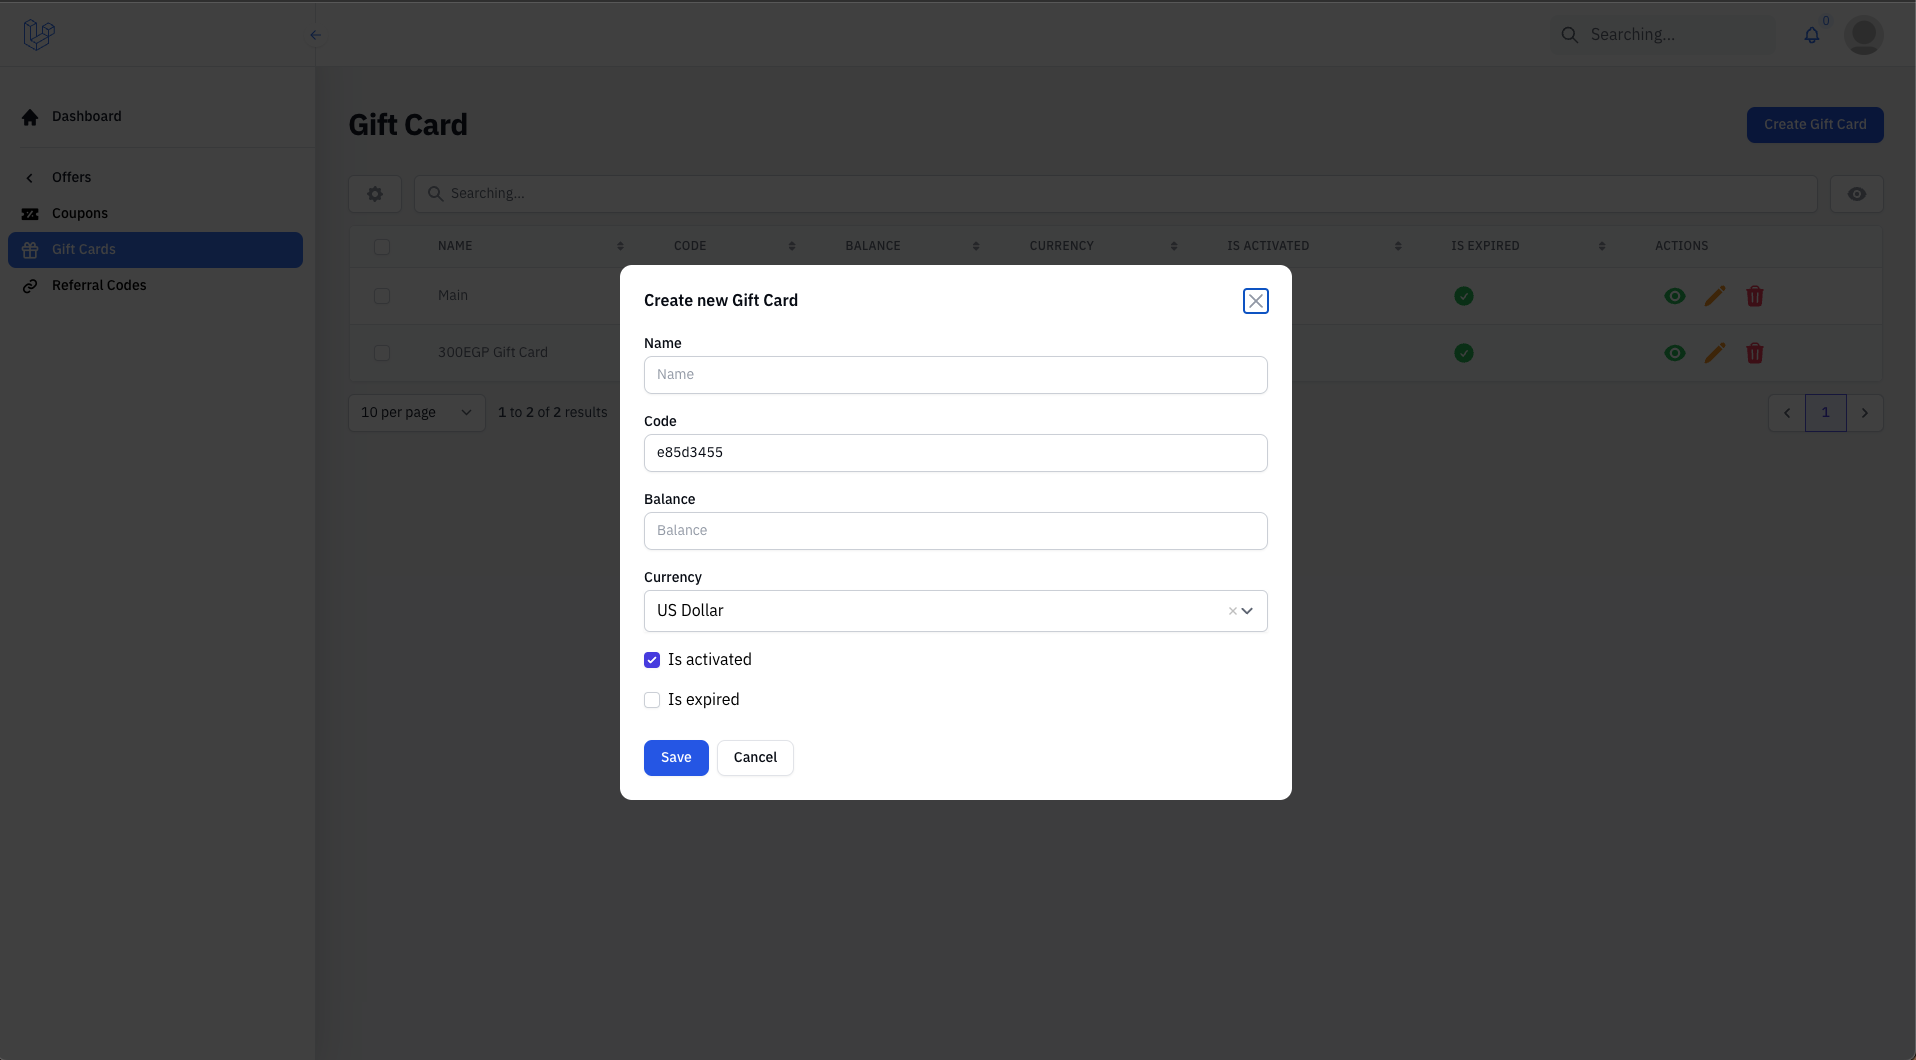 Searching...
0
Dashboard
Offers
Coupons
Gift Cards
Referral Codes
Gift Card
Create Gift Card
Searching...
NAME CODE BALANCE CURRENCY IS ACTIVATED IS EXPIRED ACTIONS
Main
300EGP Gift Card
10 per page 1 to 2 of 2 results
1
Create new Gift Card
Name
Name
Code
e85d3455
Balance
Balance
Currency
US Dollar
Is activated
Is expired
Save Cancel